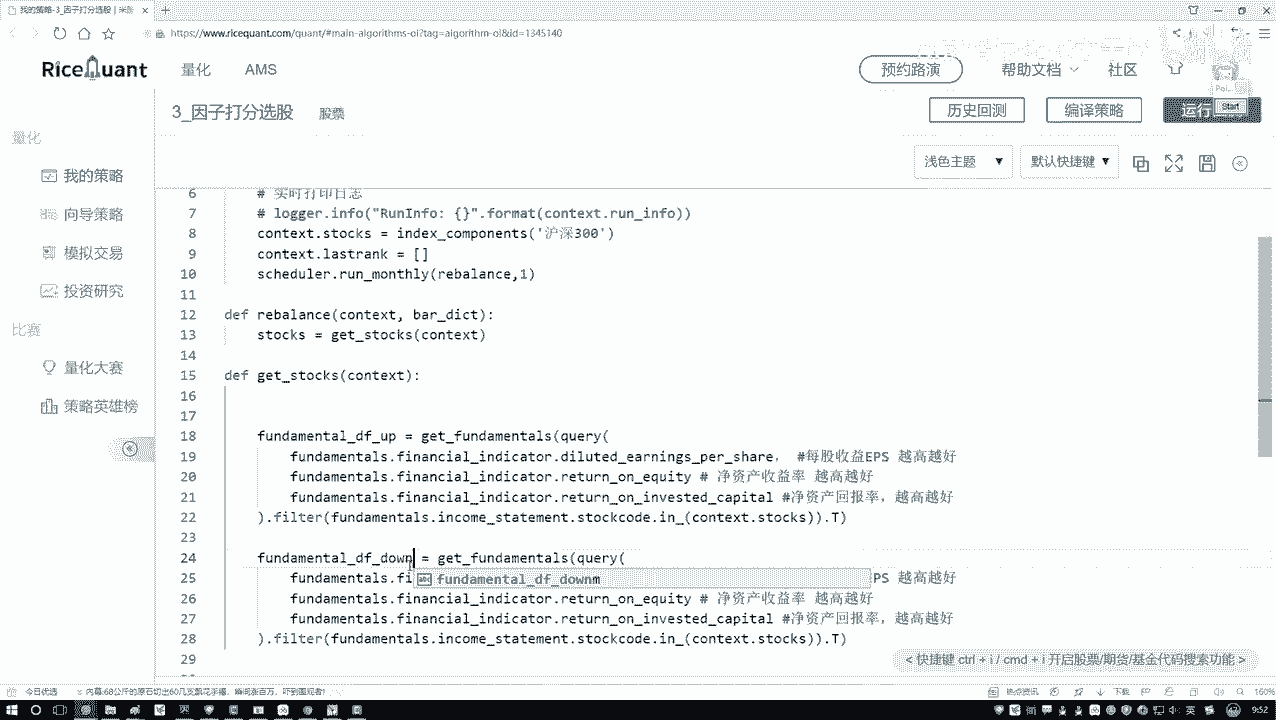 我的策略-3_因子打分选股 | 米
https://www.ricequant.com/quant/#main-algorithms-ol?tag=algorithm-ol&id=1345140
RiceQuant 量化 AMS 预约路演 帮助文档 社区
3_因子打分选股 股票 历史回测 编译策略 运行 Start
浅色主题 默认快捷键
量化
我的策略
向导策略
模拟交易
投资研究
比赛
量化大赛
策略英雄榜
6 # 实时打印日志
7 # logger.info("RunInfo: {}".format(context.run_info))
8 context.stocks = index_components('沪深300')
9 context.lastrank = []
10 scheduler.run_monthly(rebalance,1)
11
12 def rebalance(context, bar_dict):
13 stocks = get_stocks(context)
14
15 def get_stocks(context):
16
17
18 fundamental_df_up = get_fundamentals(query(
19 fundamentals.financial_indicator.diluted_earnings_per_share， #每股收益EPS 越高越好
20 fundamentals.financial_indicator.return_on_equity # 净资产收益率 越高越好
21 fundamentals.financial_indicator.return_on_invested_capital #净资产回报率，越高越好
22 ).filter(fundamentals.income_statement.stockcode.in_(context.stocks)).T)
23
24 fundamental_df_down = get_fundamentals(query(
25 fundamentals.fi abc fundamental_df_downm PS 越高越好
26 fundamentals.financial_indicator.return_on_equity # 净资产收益率 越高越好
27 fundamentals.financial_indicator.return_on_invested_capital #净资产回报率，越高越好
28 ).filter(fundamentals.income_statement.stockcode.in_(context.stocks)).T)
29
< 快捷键 ctrl + i / cmd + i 开启股票/期货/基金代码搜索功能 >
今日优选 热点资讯 下载 160%
英 9:52